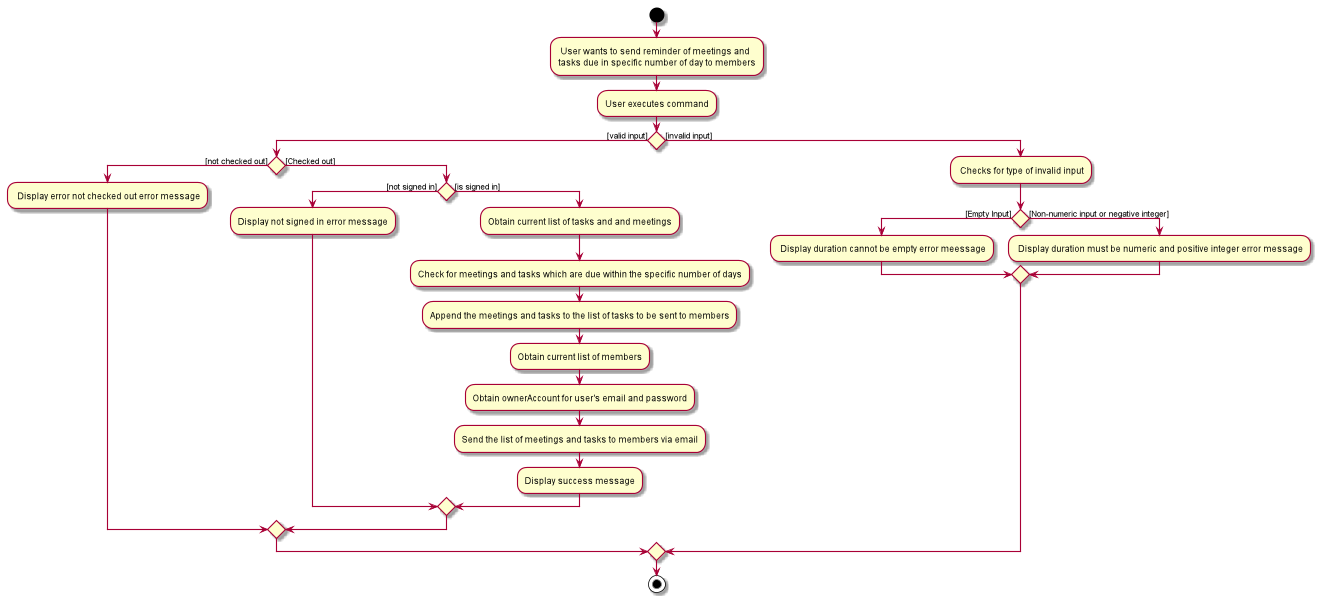 User wants to send reminder of meetings and
tasks due in specific number of day to members
User executes command
[valid input]
[invalid input]
[not checked out]
[Checked out]
Checks for type of invalid input
Display error not checked out error message
[not signed in]
[is signed in]
[Empty Input]
[Non-numeric input or negative integer]
Display not signed in error message
Obtain current list of tasks and and meetings
Display duration cannot be empty error meessage
Display duration must be numeric and positive integer error message
Check for meetings and tasks which are due within the specific number of days
Append the meetings and tasks to the list of tasks to be sent to members
Obtain current list of members
Obtain ownerAccount for user's email and password
Send the list of meetings and tasks to members via email
Display success message